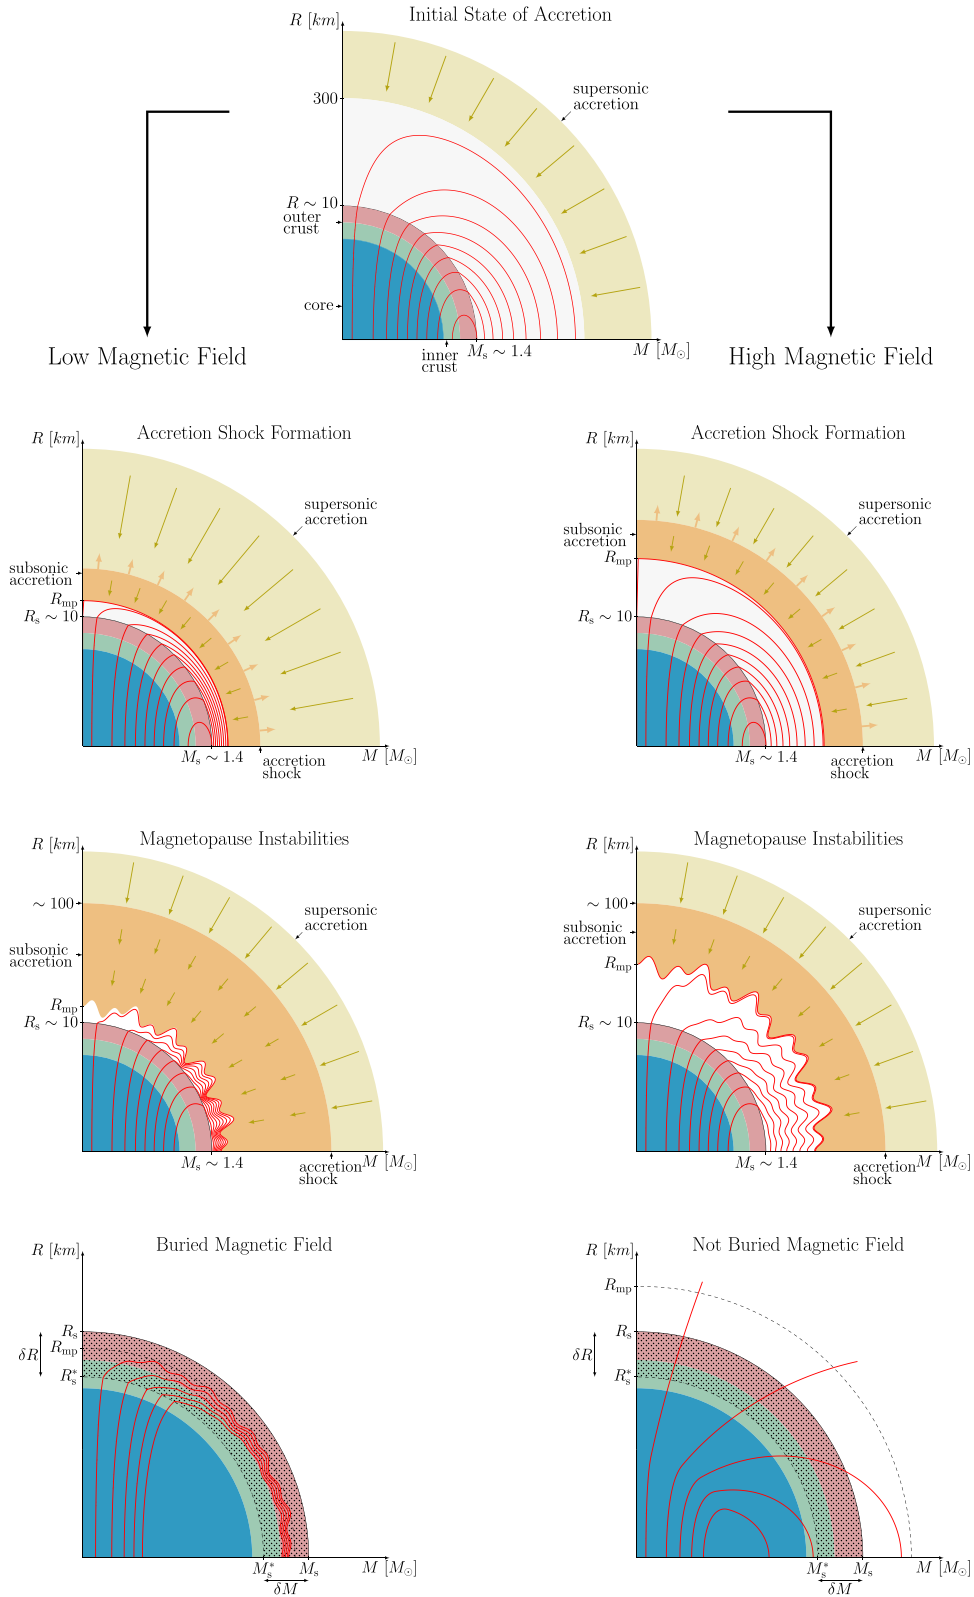 Initial State of Accretion
R [km]
supersonic
accretion
300
R ∼ 10
outer
crust
core
inner
crust
M_s ∼ 1.4
M [M_⊙]
Low Magnetic Field
High Magnetic Field
Accretion Shock Formation
R [km]
supersonic
accretion
subsonic
accretion
R_mp
R_s ∼ 10
M_s ∼ 1.4
M [M_⊙]
accretion
shock
Accretion Shock Formation
R [km]
supersonic
accretion
subsonic
accretion
R_mp
R_s ∼ 10
M_s ∼ 1.4
M [M_⊙]
accretion
shock
Magnetopause Instabilities
R [km]
∼ 100
supersonic
accretion
subsonic
accretion
R_mp
R_s ∼ 10
M_s ∼ 1.4
M [M_⊙]
accretion
shock
Magnetopause Instabilities
R [km]
∼ 100
supersonic
accretion
subsonic
accretion
R_mp
R_s ∼ 10
M_s ∼ 1.4
M [M_⊙]
accretion
shock
Buried Magnetic Field
R [km]
R_s
R_mp
δR
R_s^*
M_s^*
M_s
M [M_⊙]
δM
Not Buried Magnetic Field
R [km]
R_mp
R_s
δR
R_s^*
M_s^*
M_s
M [M_⊙]
δM